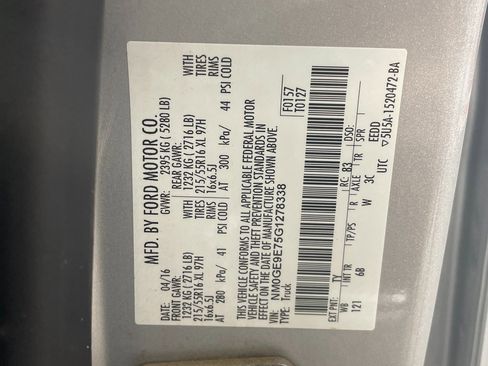 MFD. BY FORD MOTOR CO.
DATE: 04/16 GVWR: 2395 KG ( 5280 LB)
FRONT GAWR: REAR GAWR:
1232 KG ( 2716 LB) WITH 1232 KG ( 2716 LB) WITH
215/55R16 XL 97H TIRES 215/55R16 XL 97H TIRES
16x6.5J RIMS 16x6.5J RIMS
AT 280 kPa/ 41 PSI COLD AT 300 kPa/ 44 PSI COLD
THIS VEHICLE CONFORMS TO ALL APPLICABLE FEDERAL MOTOR
VEHICLE SAFETY AND THEFT PREVENTION STANDARDS IN
EFFECT ON THE DATE OF MANUFACTURE SHOWN ABOVE.
VIN: NM0GE9E75G1278338 F0157
TYPE: Truck T0127
EXT PNT: TY RC: 83 DSO:
WB INT TR TP/PS R AXLE TR SPR EEDD
121 6B W 3C UTC ▽5U5A-1520472-BA